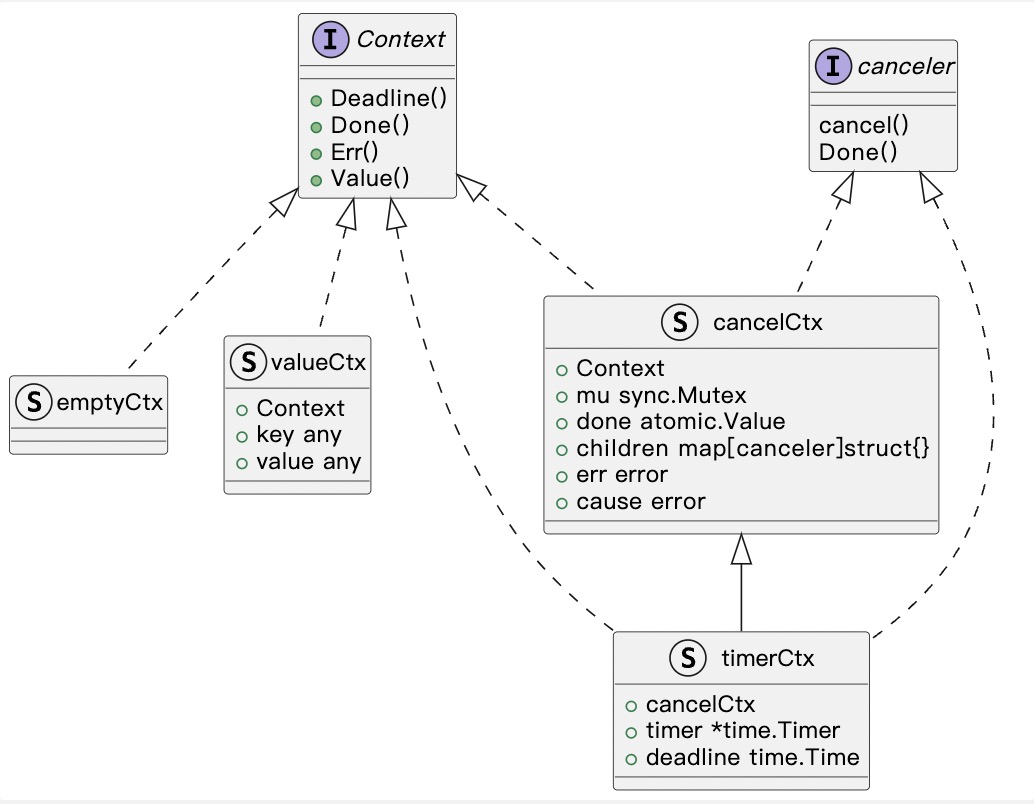 I Context
Deadline()
Done()
Err()
Value()
I canceler
cancel()
Done()
S emptyCtx
S valueCtx
Context
key any
value any
S cancelCtx
Context
mu sync.Mutex
done atomic.Value
children map[canceler]struct{}
err error
cause error
S timerCtx
cancelCtx
timer *time.Timer
deadline time.Time